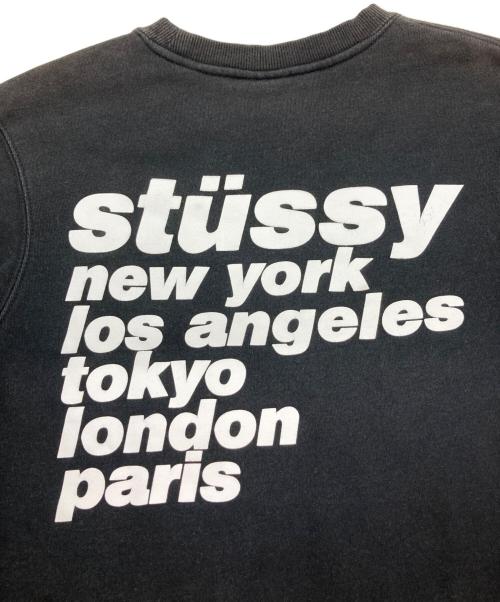 stüssy
new york
los angeles
tokyo
london
paris